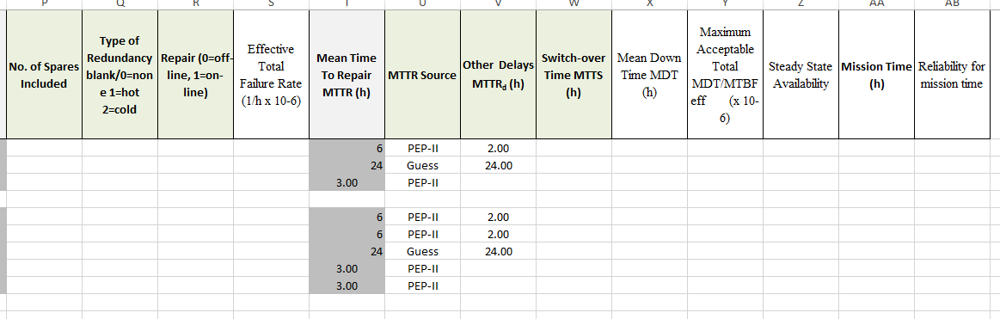 P Q R S T U V W X Y Z AA AB
No. of Spares Included
Type of Redundancy blank/0=non e 1=hot 2=cold
Repair (0=off-line, 1=on-line)
Effective Total Failure Rate (1/h x 10-6)
Mean Time To Repair MTTR (h)
MTTR Source
Other Delays MTTRd (h)
Switch-over Time MTTS (h)
Mean Down Time MDT (h)
Maximum Acceptable Total MDT/MTBF eff (x 10-6)
Steady State Availability
Mission Time (h)
Reliability for mission time
6 PEP-II 2.00
24 Guess 24.00
3.00 PEP-II
6 PEP-II 2.00
6 PEP-II 2.00
24 Guess 24.00
3.00 PEP-II
3.00 PEP-II